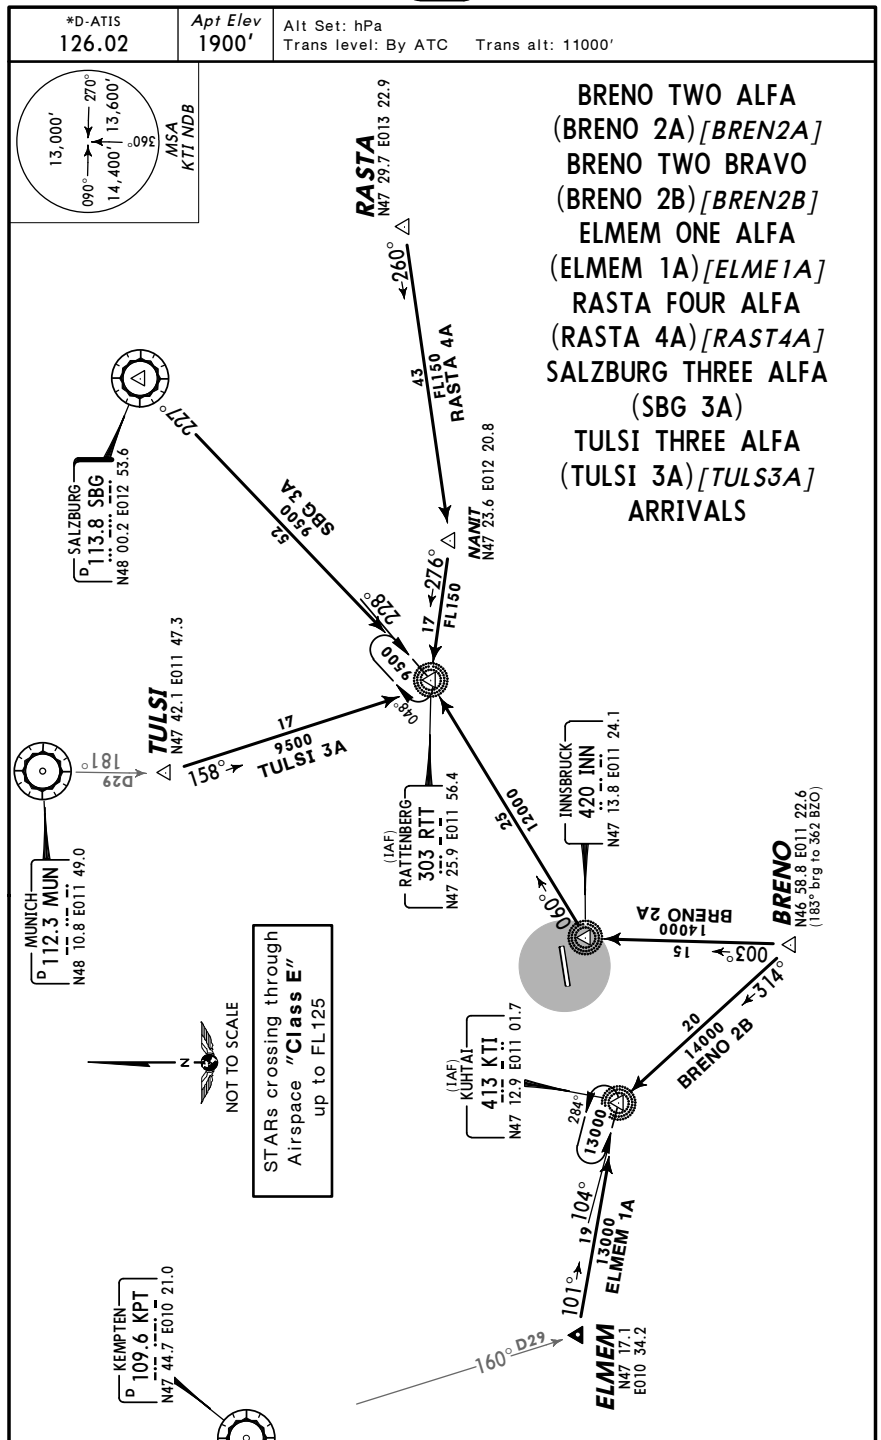 *D-ATIS
126.02
Apt Elev
1900'
Alt Set: hPa
Trans level: By ATC Trans alt: 11000'
BRENO TWO ALFA
(BRENO 2A) [BREN2A]
BRENO TWO BRAVO
(BRENO 2B) [BREN2B]
ELMEM ONE ALFA
(ELMEM 1A) [ELME1A]
RASTA FOUR ALFA
(RASTA 4A) [RAST4A]
SALZBURG THREE ALFA
(SBG 3A)
TULSI THREE ALFA
(TULSI 3A) [TULS3A]
ARRIVALS
MSA
KTI NDB
13,000'
270°
13,600'
360°
090°
14,400'
RASTA
N47 29.7 E013 22.9
260°
43
FL150
RASTA 4A
NANIT
N47 23.6 E012 20.8
276°
17
FL150
SALZBURG
D 113.8 SBG
N48 00.2 E012 53.6
227°
52
9500
SBG 3A
228°
9500
048°
TULSI
N47 42.1 E011 47.3
181°
D29
158°
17
9500
TULSI 3A
MUNICH
D 112.3 MUN
N48 10.8 E011 49.0
(IAF)
RATTENBERG
303 RTT
N47 25.9 E011 56.4
25
12000
060°
INNSBRUCK
420 INN
N47 13.8 E011 24.1
BRENO
N46 58.8 E011 22.6
(183° brg to 362 BZO)
003°
15
14000
BRENO 2A
314°
20
14000
BRENO 2B
(IAF)
KUHTAI
413 KTI
N47 12.9 E011 01.7
284°
13000
104°
101°
19
13000
ELMEM 1A
ELMEM
N47 17.1
E010 34.2
160°
D29
KEMPTEN
D 109.6 KPT
N47 44.7 E010 21.0
N
NOT TO SCALE
STARs crossing through
Airspace "Class E"
up to FL125